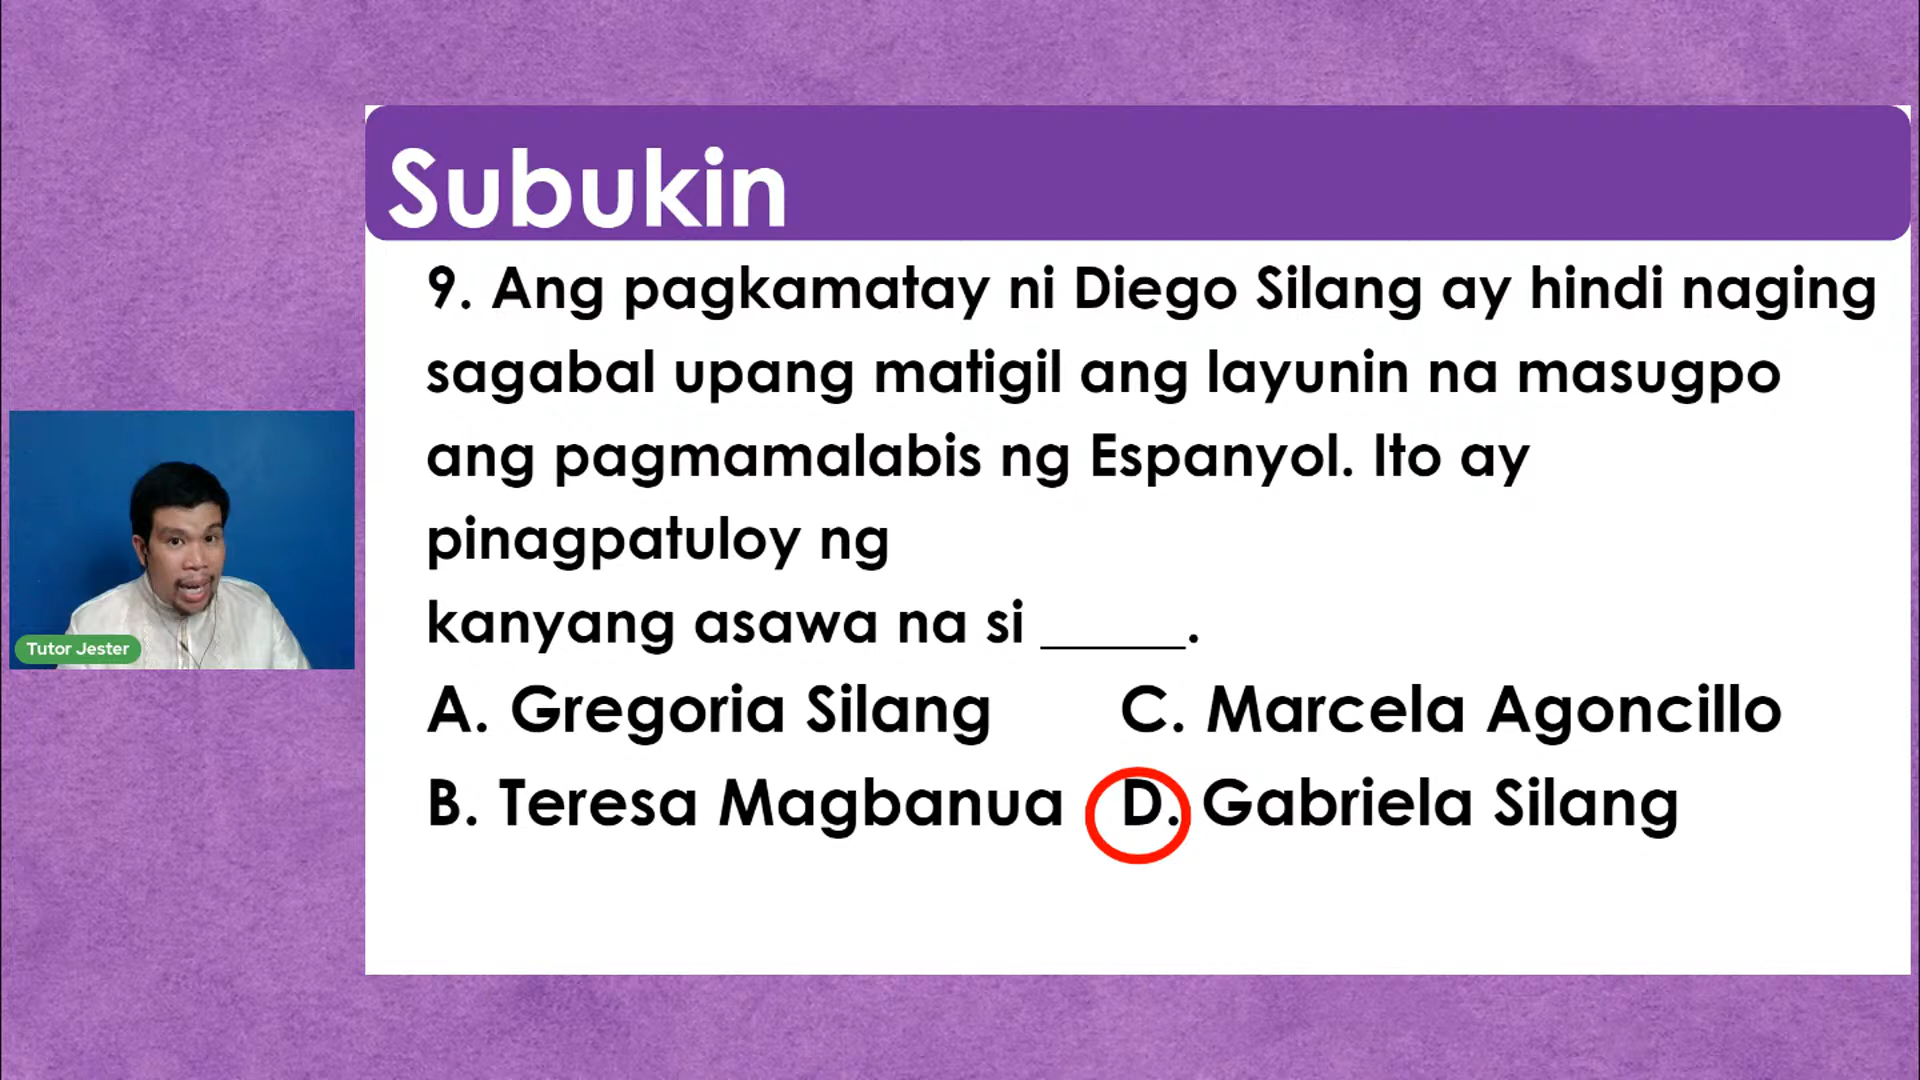 Subukin
9. Ang pagkamatay ni Diego Silang ay hindi naging
sagabal upang matigil ang layunin na masugpo
ang pagmamalabis ng Espanyol. Ito ay
pinagpatuloy ng
kanyang asawa na si ______.
A. Gregoria Silang C. Marcela Agoncillo
B. Teresa Magbanua D. Gabriela Silang
Tutor Jester